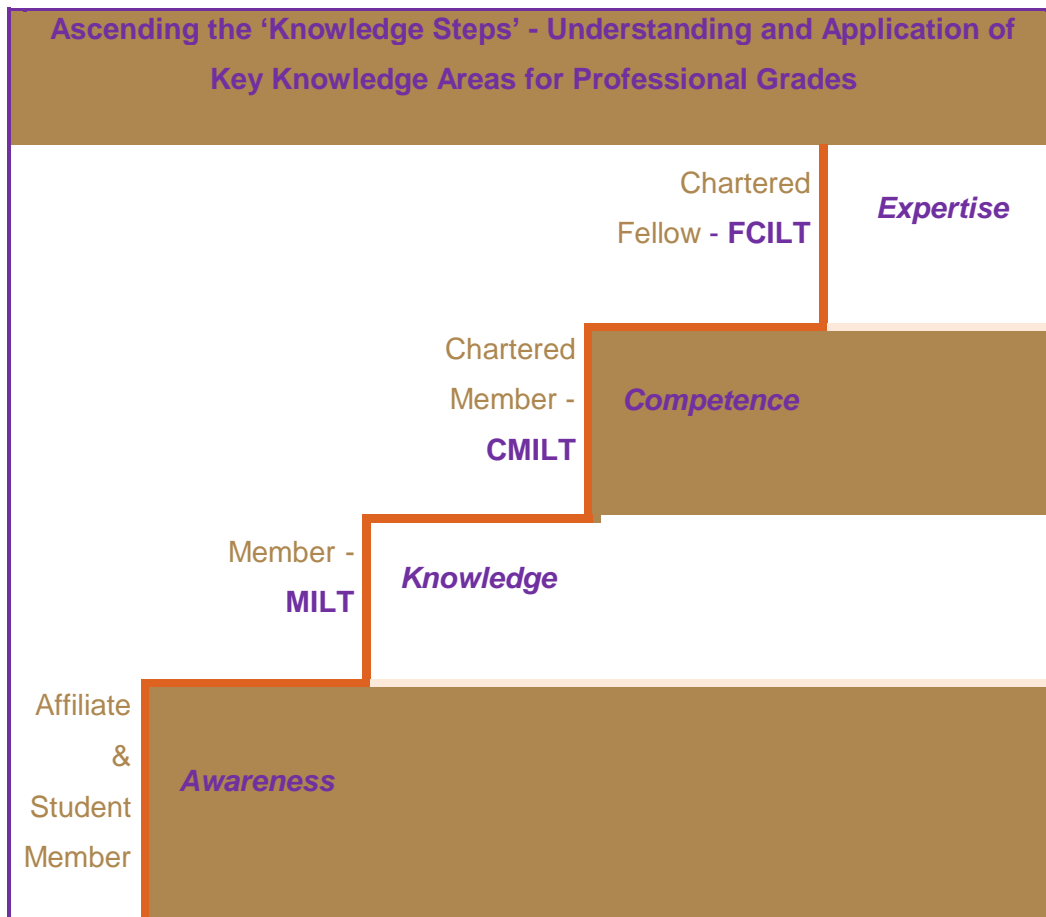 Ascending the ‘Knowledge Steps’ - Understanding and Application of
Key Knowledge Areas for Professional Grades
Chartered
Fellow - FCILT
Expertise
Chartered
Member -
CMILT
Competence
Member -
MILT
Knowledge
Affiliate
&
Student
Member
Awareness